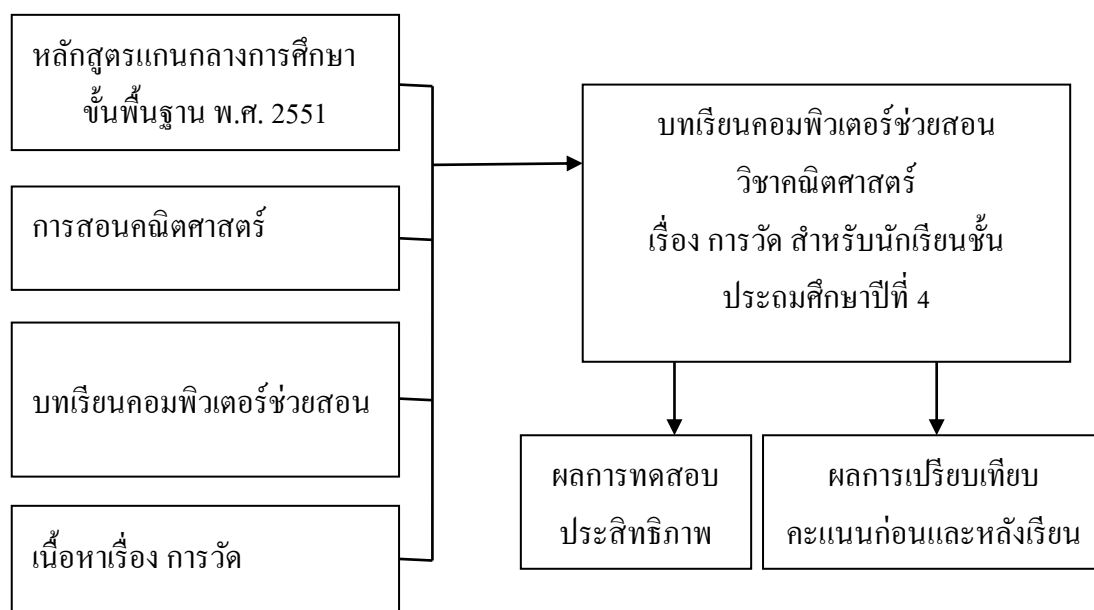 หลักสูตรแกนกลางการศึกษา
ขั้นพื้นฐาน พ.ศ. 2551
การสอนคณิตศาสตร์
บทเรียนคอมพิวเตอร์ช่วยสอน
เนื้อหาเรื่อง การวัด
บทเรียนคอมพิวเตอร์ช่วยสอน
วิชาคณิตศาสตร์
เรื่อง การวัด สำหรับนักเรียนชั้น
ประถมศึกษาปีที่ 4
ผลการทดสอบ
ประสิทธิภาพ
ผลการเปรียบเทียบ
คะแนนก่อนและหลังเรียน